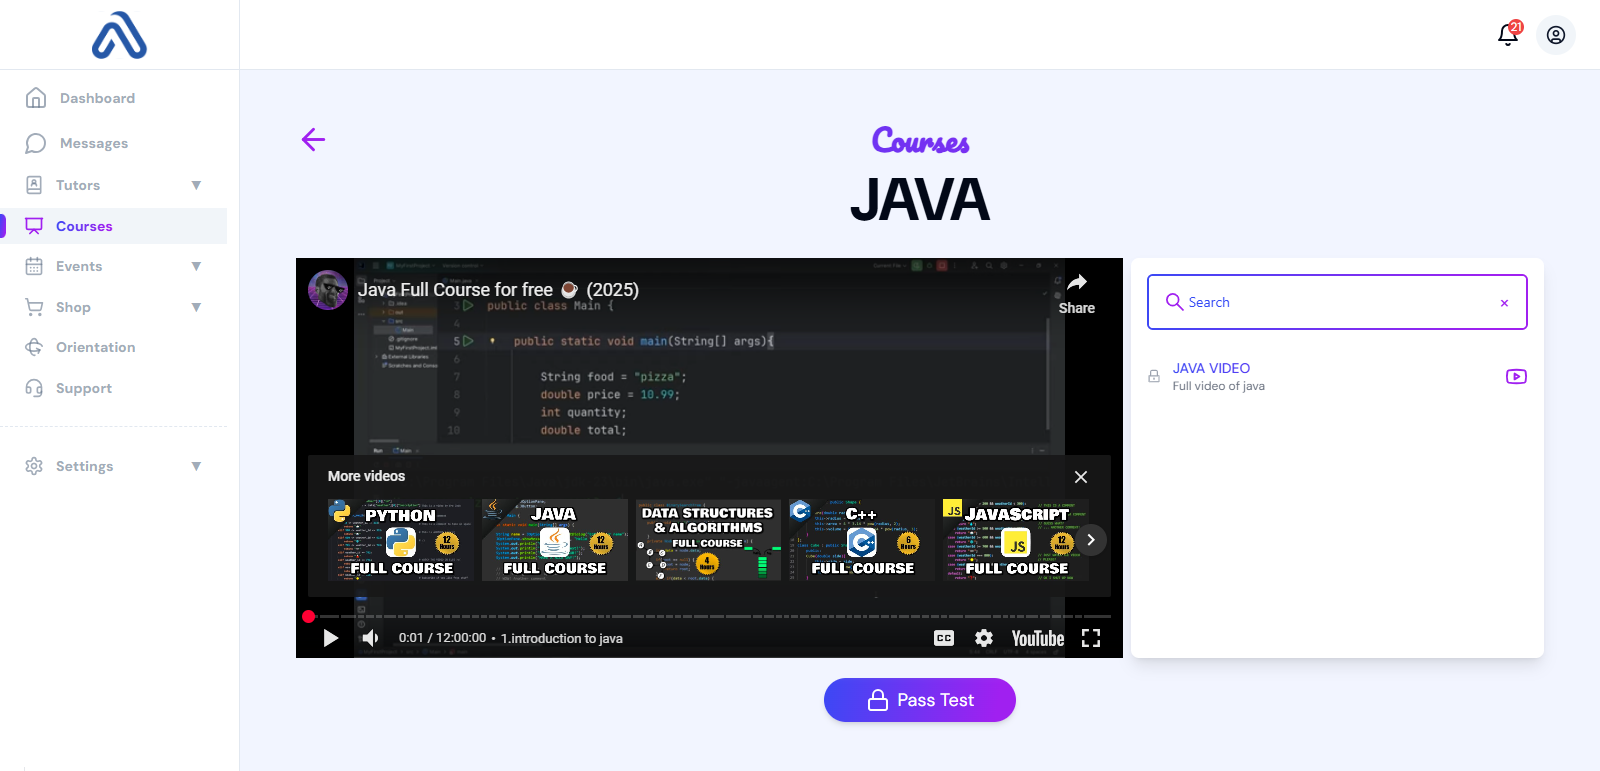 21
Dashboard
Messages
Tutors
Courses
Events
Shop
Orientation
Support
Settings
Courses
JAVA
Java Full Course for free ☕ (2025)
Share
3 public class Main {
4
5 public static void main(String[] args){
6
7 String food = "pizza";
8 double price = 10.99;
9 int quantity;
10 double total;
Run Main
More videos
PYTHON
12 Hours
FULL COURSE
JAVA
12 Hours
FULL COURSE
DATA STRUCTURES
& ALGORITHMS
FULL COURSE
4 Hours
C++
6 Hours
FULL COURSE
JS JAVASCRIPT
JS
12 Hours
FULL COURSE
0:01 / 12:00:00 • 1.introduction to java
CC
YouTube
Search
×
JAVA VIDEO
Full video of java
Pass Test